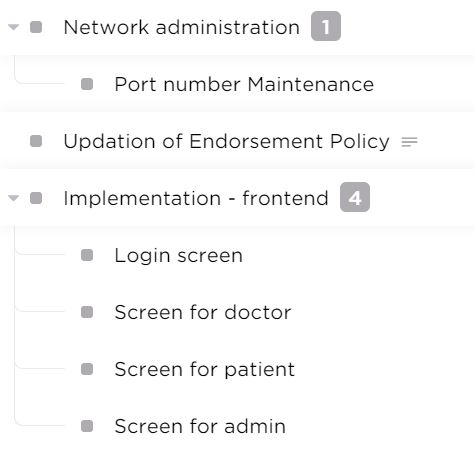 Network administration 1
Port number Maintenance
Updation of Endorsement Policy
Implementation - frontend 4
Login screen
Screen for doctor
Screen for patient
Screen for admin